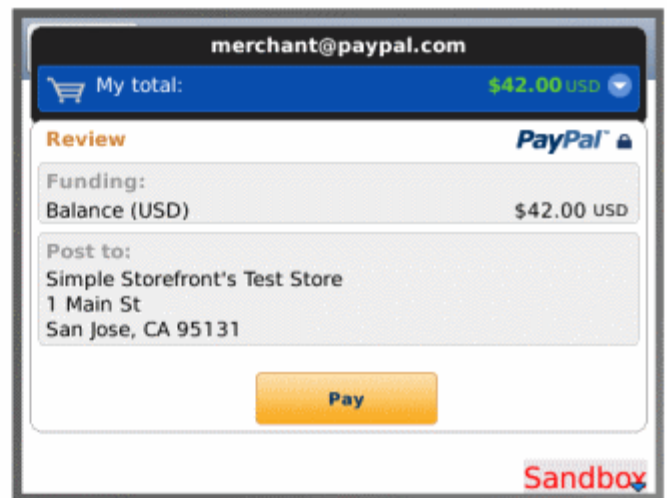 merchant@paypal.com
My total: $42.00 USD
Review PayPal™
Funding:
Balance (USD) $42.00 USD
Post to:
Simple Storefront's Test Store
1 Main St
San Jose, CA 95131
Pay
Sandbox